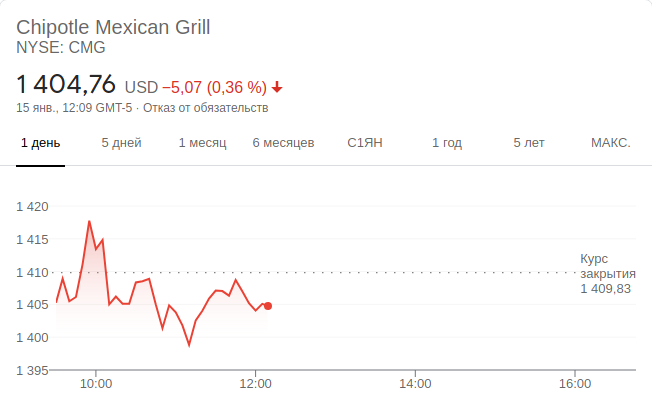 Chipotle Mexican Grill
NYSE: CMG
1 404,76 USD −5,07 (0,36 %)
15 янв., 12:09 GMT-5 · Отказ от обязательств
1 день 5 дней 1 месяц 6 месяцев С1ЯН 1 год 5 лет МАКС.
1 420
1 415
1 410
1 405
1 400
1 395
Курс
закрытия
1 409,83
10:00 12:00 14:00 16:00